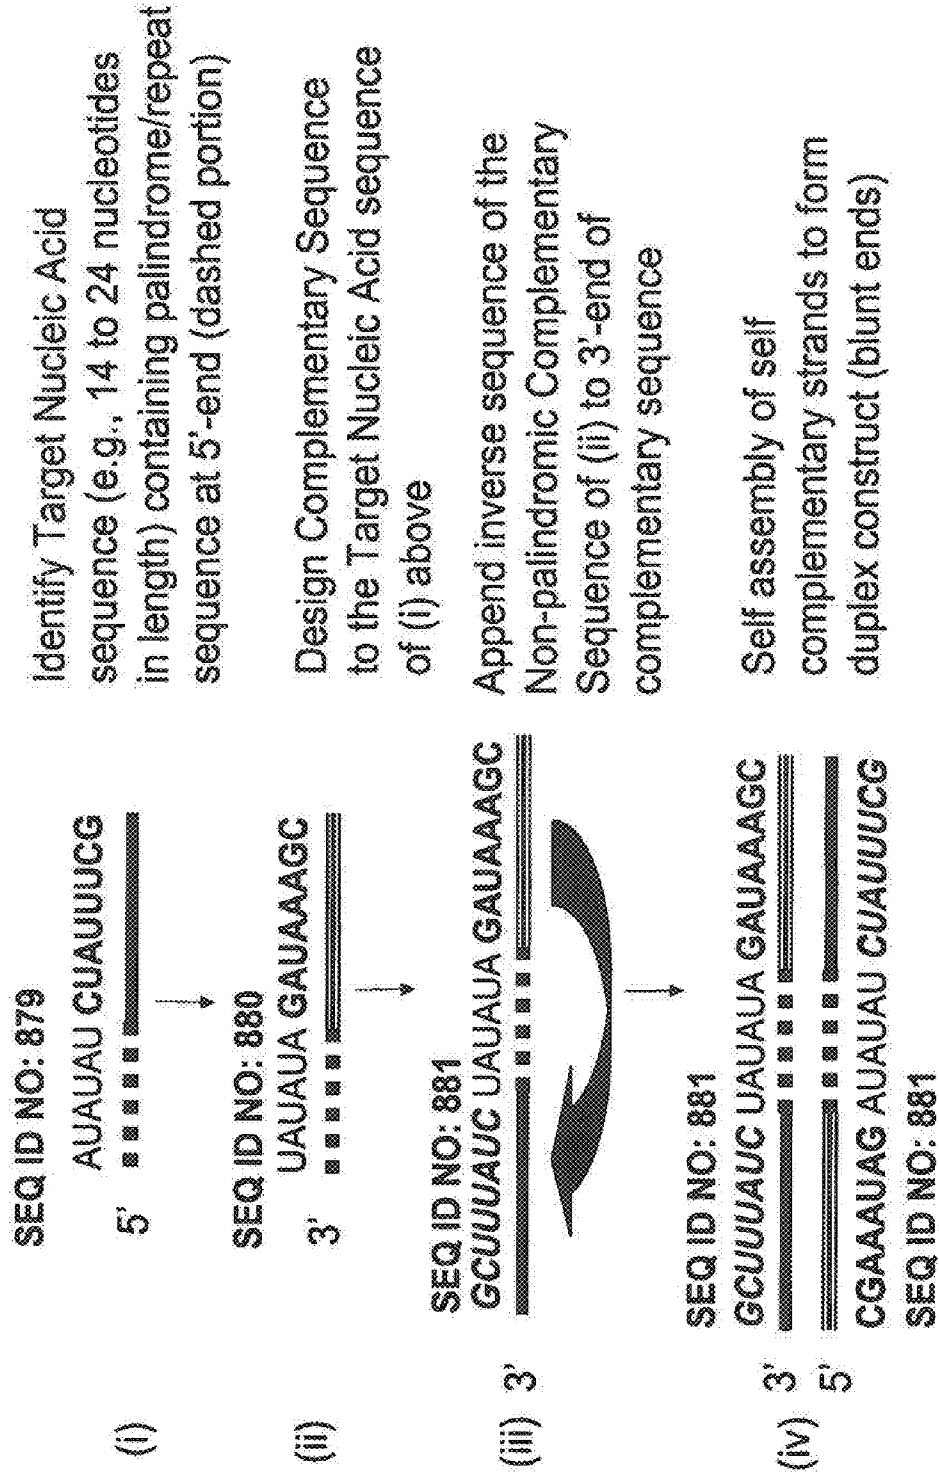 (i)
SEQ ID NO: 879
AUAUAU CUAUUUCG
5'
Identify Target Nucleic Acid
sequence (e.g., 14 to 24 nucleotides
in length) containing palindrome/repeat
sequence at 5'-end (dashed portion)
(ii)
SEQ ID NO: 880
UAUAUA GAUAAAGC
3'
Design Complementary Sequence
to the Target Nucleic Acid sequence
of (i) above
(iii)
SEQ ID NO: 881
GCUUUAUC UAUAUA GAUAAAGC
3'
Append inverse sequence of the
Non-palindromic Complementary
Sequence of (ii) to 3'-end of
complementary sequence
(iv)
SEQ ID NO: 881
GCUUUAUC UAUAUA GAUAAAGC
3'
5'
CGAAAUAG AUAUAU CUAUUUCG
SEQ ID NO: 881
Self assembly of self
complementary strands to form
duplex construct (blunt ends)